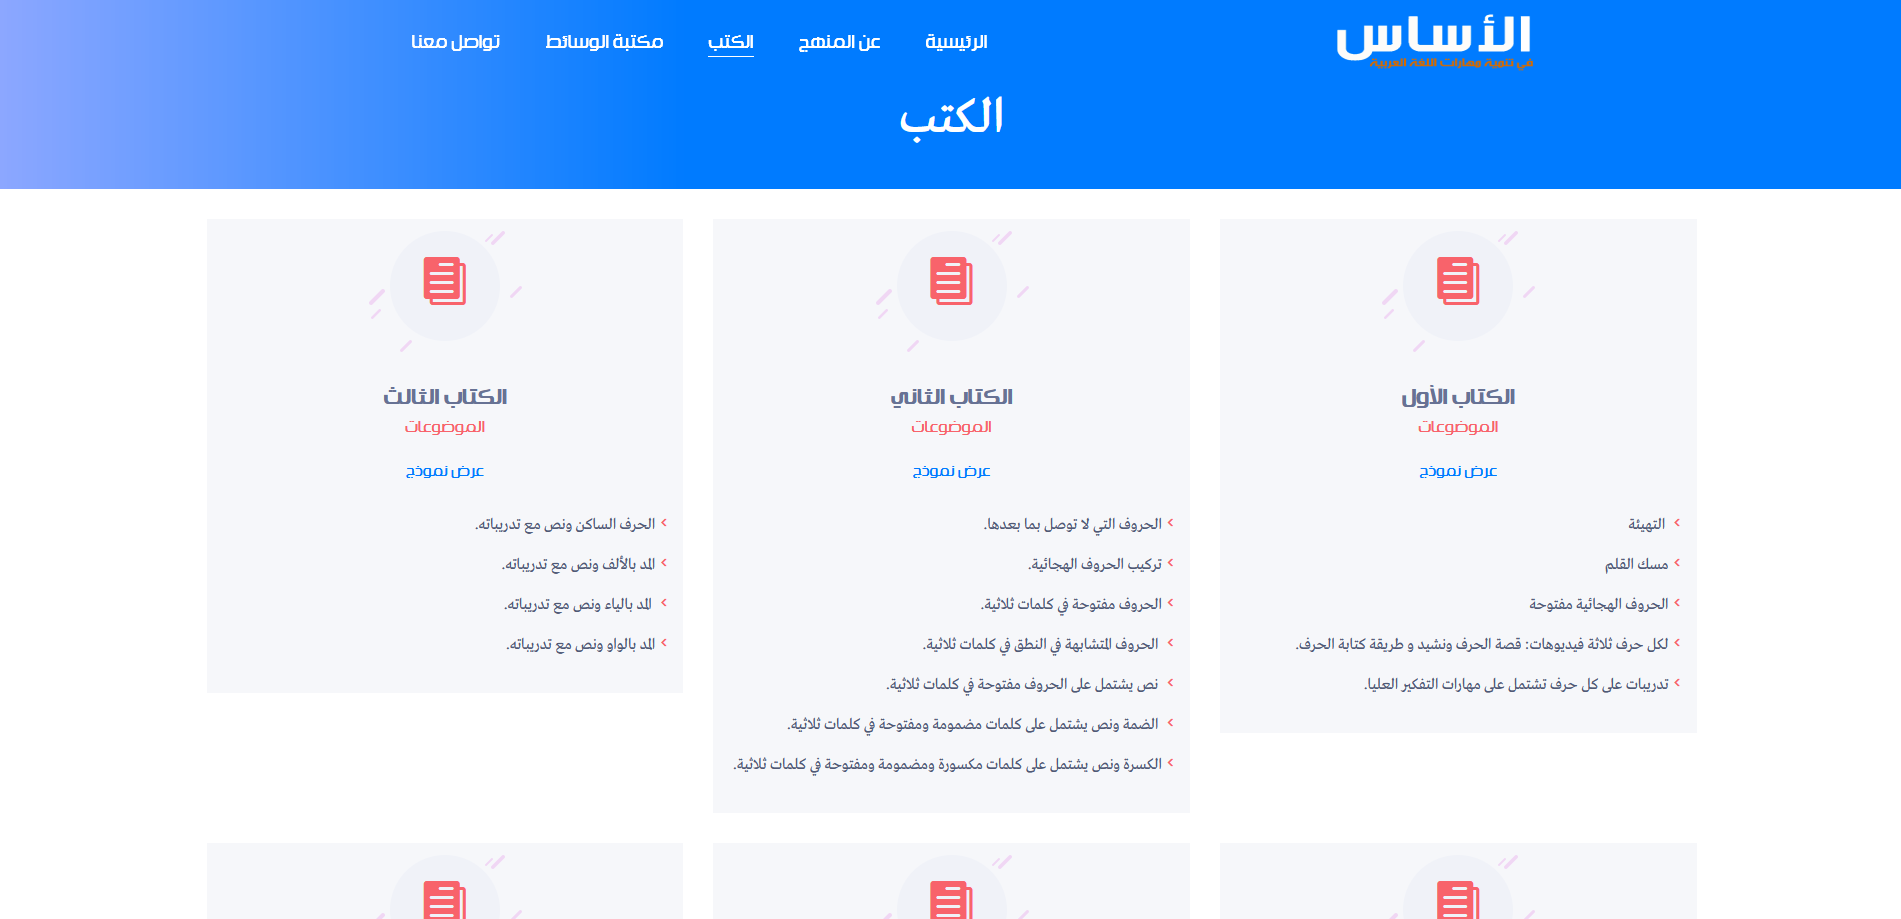 الأساس
في تنمية مهارات اللغة العربية
الرئيسية
عن المنهج
الكتب
مكتبة الوسائط
تواصل معنا
الكتب
الكتاب الأول
الموضوعات
عرض نموذج
التهيئة
مسك القلم
الحروف الهجائية مفتوحة
لكل حرف ثلاثة فيديوهات: قصة الحرف ونشيد و طريقة كتابة الحرف.
تدريبات على كل حرف تشتمل على مهارات التفكير العليا.
الكتاب الثاني
الموضوعات
عرض نموذج
الحروف التي لا توصل بما بعدها.
تركيب الحروف الهجائية.
الحروف مفتوحة في كلمات ثلاثية.
الحروف المتشابهة في النطق في كلمات ثلاثية.
نص يشتمل على الحروف مفتوحة في كلمات ثلاثية.
الضمة ونص يشتمل على كلمات مضمومة ومفتوحة في كلمات ثلاثية.
الكسرة ونص يشتمل على كلمات مكسورة ومضمومة ومفتوحة في كلمات ثلاثية.
الكتاب الثالث
الموضوعات
عرض نموذج
الحرف الساكن ونص مع تدريباته.
المد بالألف ونص مع تدريباته.
المد بالياء ونص مع تدريباته.
المد بالواو ونص مع تدريباته.